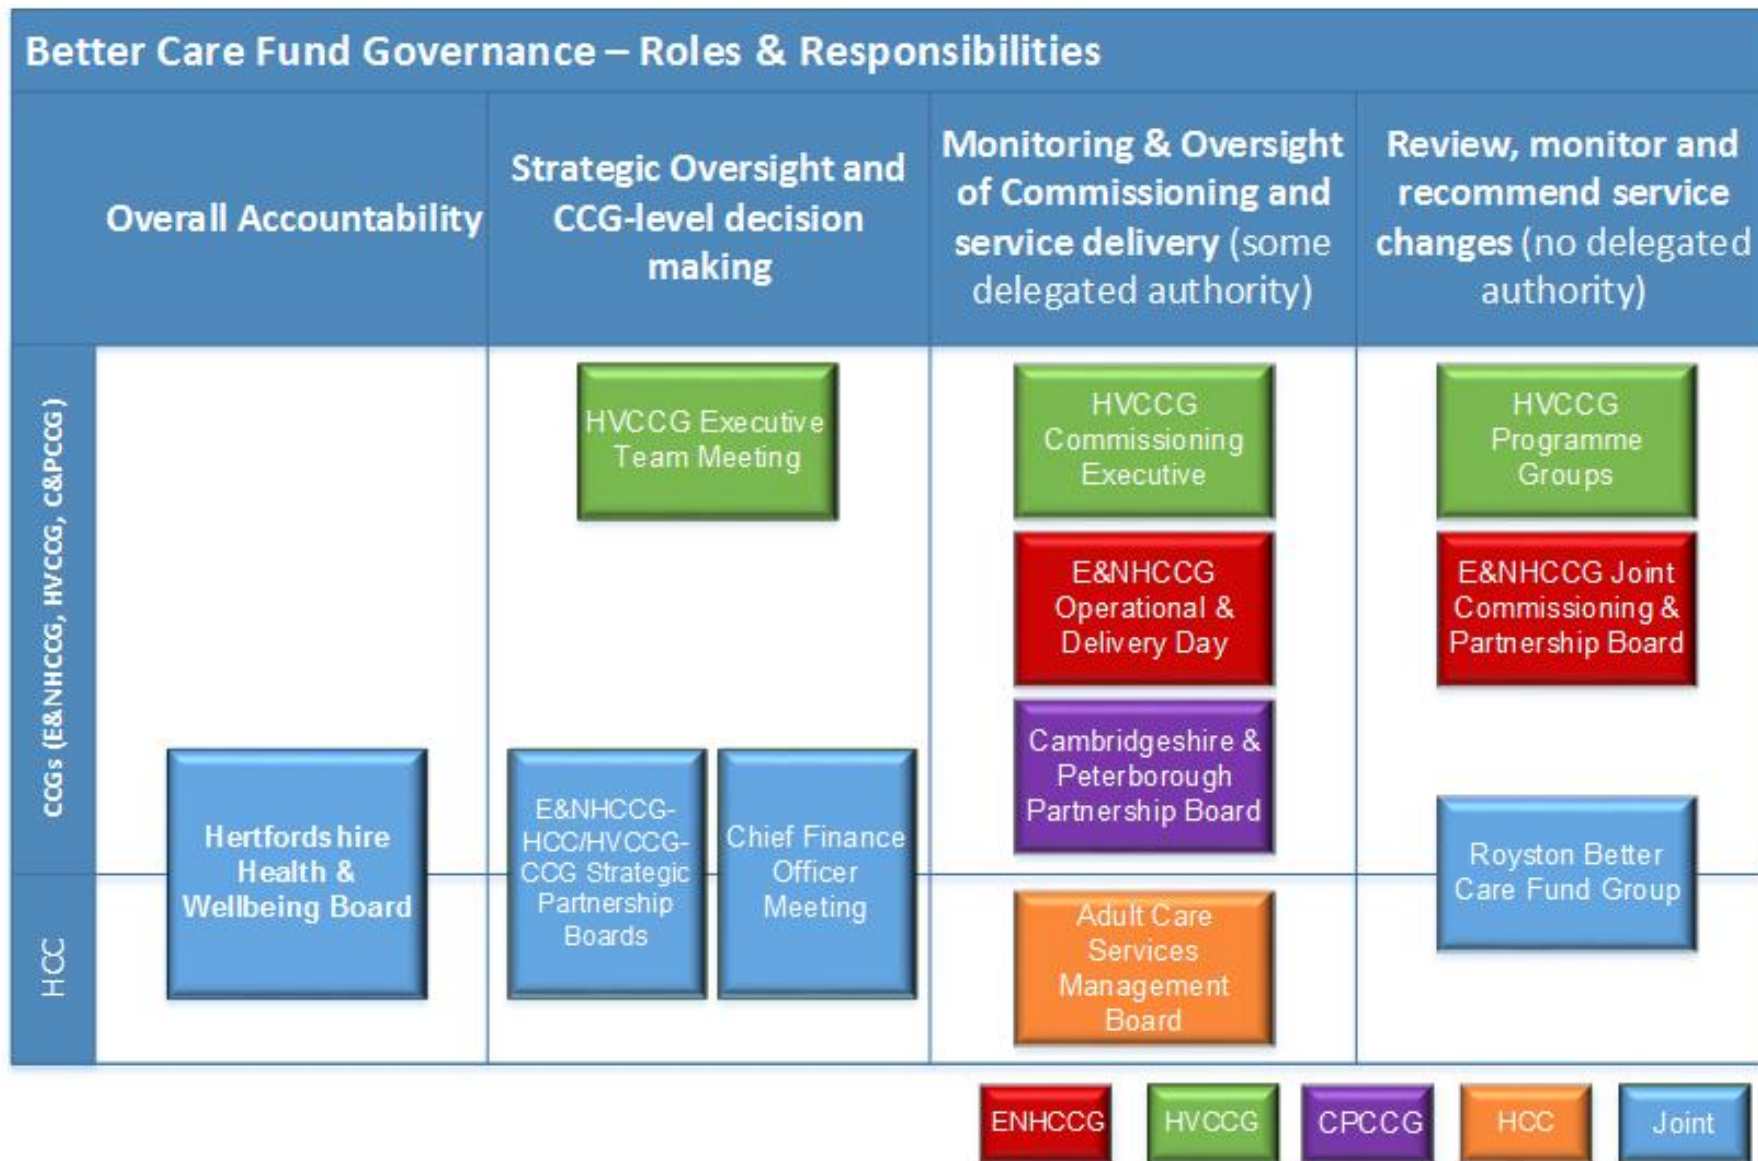 Better Care Fund Governance – Roles & Responsibilities
Overall Accountability
Strategic Oversight and
CCG-level decision
making
Monitoring & Oversight
of Commissioning and
service delivery (some
delegated authority)
Review, monitor and
recommend service
changes (no delegated
authority)
CCGs (E&NHCCG, HVCCG, C&PCCG)
HVCCG Executive
Team Meeting
HVCCG
Commissioning
Executive
HVCCG
Programme
Groups
E&NHCCG
Operational &
Delivery Day
E&NHCCG Joint
Commissioning &
Partnership Board
Cambridgeshire &
Peterborough
Partnership Board
Hertfordshire
Health &
Wellbeing Board
E&NHCCG-
HCC/HVCCG-
CCG Strategic
Partnership
Boards
Chief Finance
Officer
Meeting
Royston Better
Care Fund Group
HCC
Adult Care
Services
Management
Board
ENHCCG
HVCCG
CPCCG
HCC
Joint